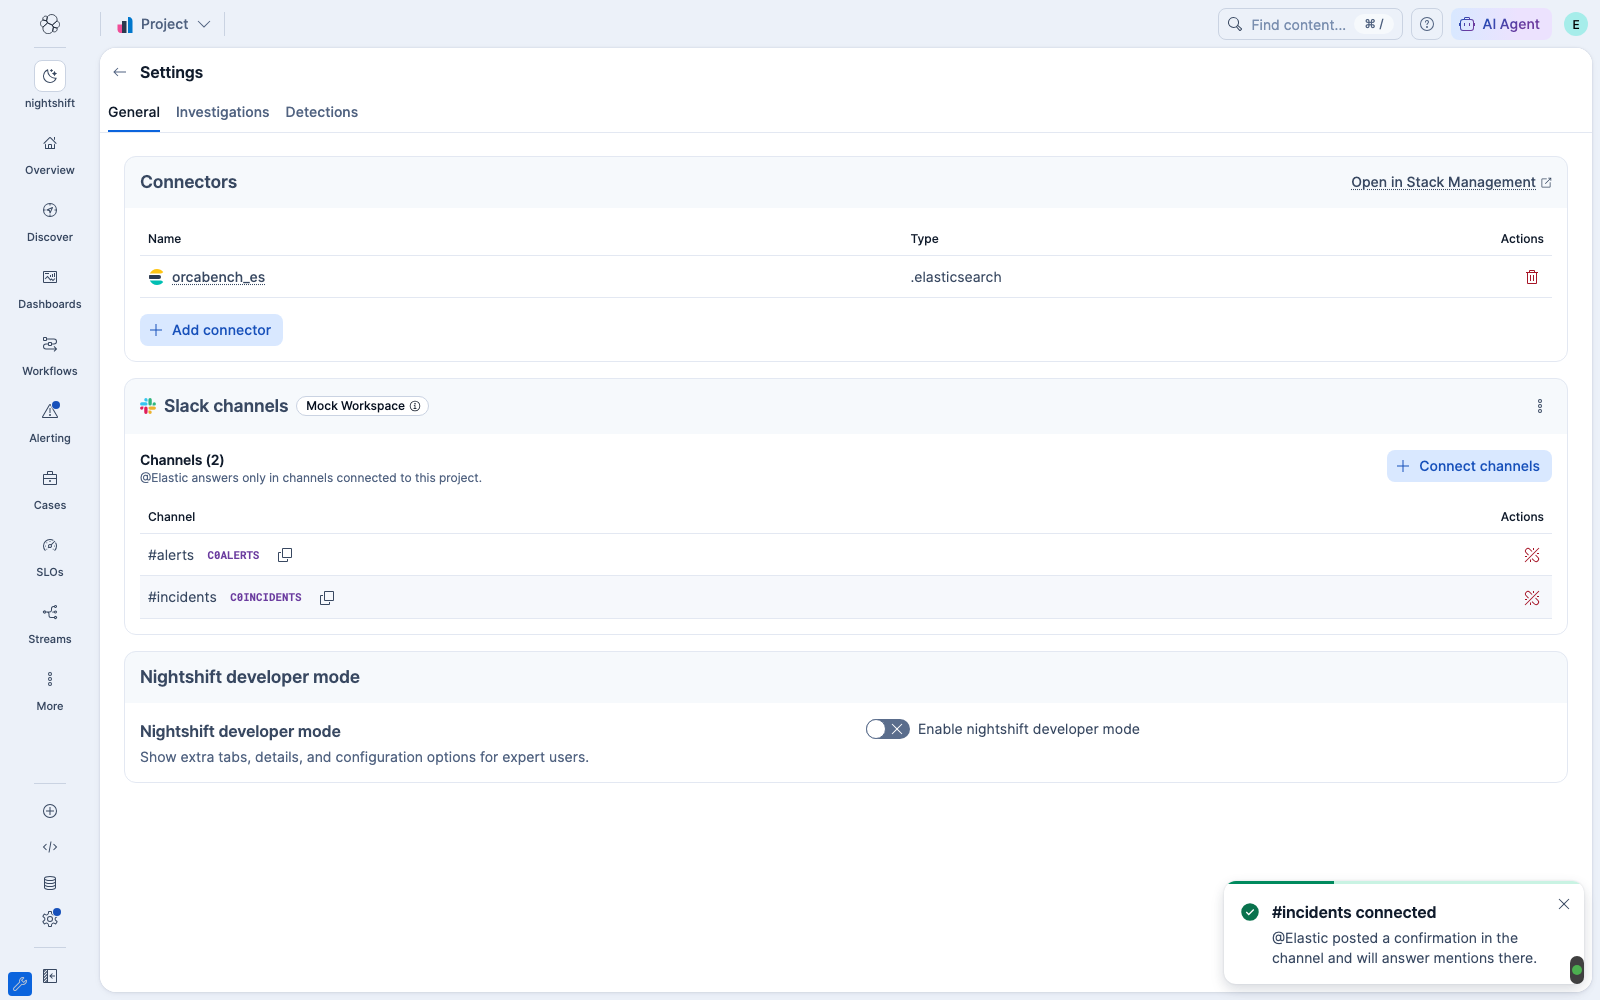 Project
Find content...
⌘ /
AI Agent
E
nightshift
Overview
Discover
Dashboards
Workflows
Alerting
Cases
SLOs
Streams
More
Settings
General
Investigations
Detections
Connectors
Open in Stack Management
Name
Type
Actions
orcabench_es
.elasticsearch
Add connector
Slack channels
Mock Workspace
Channels (2)
@Elastic answers only in channels connected to this project.
Connect channels
Channel
Actions
#alerts
C0ALERTS
#incidents
C0INCIDENTS
Nightshift developer mode
Nightshift developer mode
Show extra tabs, details, and configuration options for expert users.
Enable nightshift developer mode
#incidents connected
@Elastic posted a confirmation in the
channel and will answer mentions there.